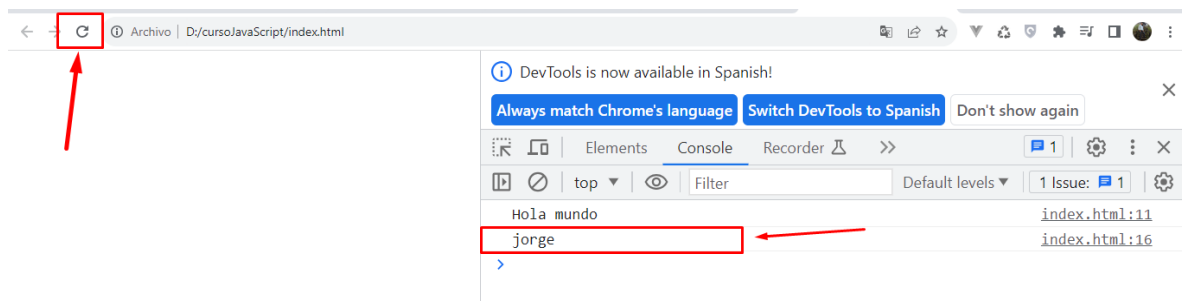 Archivo D:/cursoJavaScript/index.html
DevTools is now available in Spanish!
Always match Chrome's language Switch DevTools to Spanish Don't show again
Elements Console Recorder 1
top Filter Default levels 1 Issue: 1
Hola mundo index.html:11
jorge index.html:16